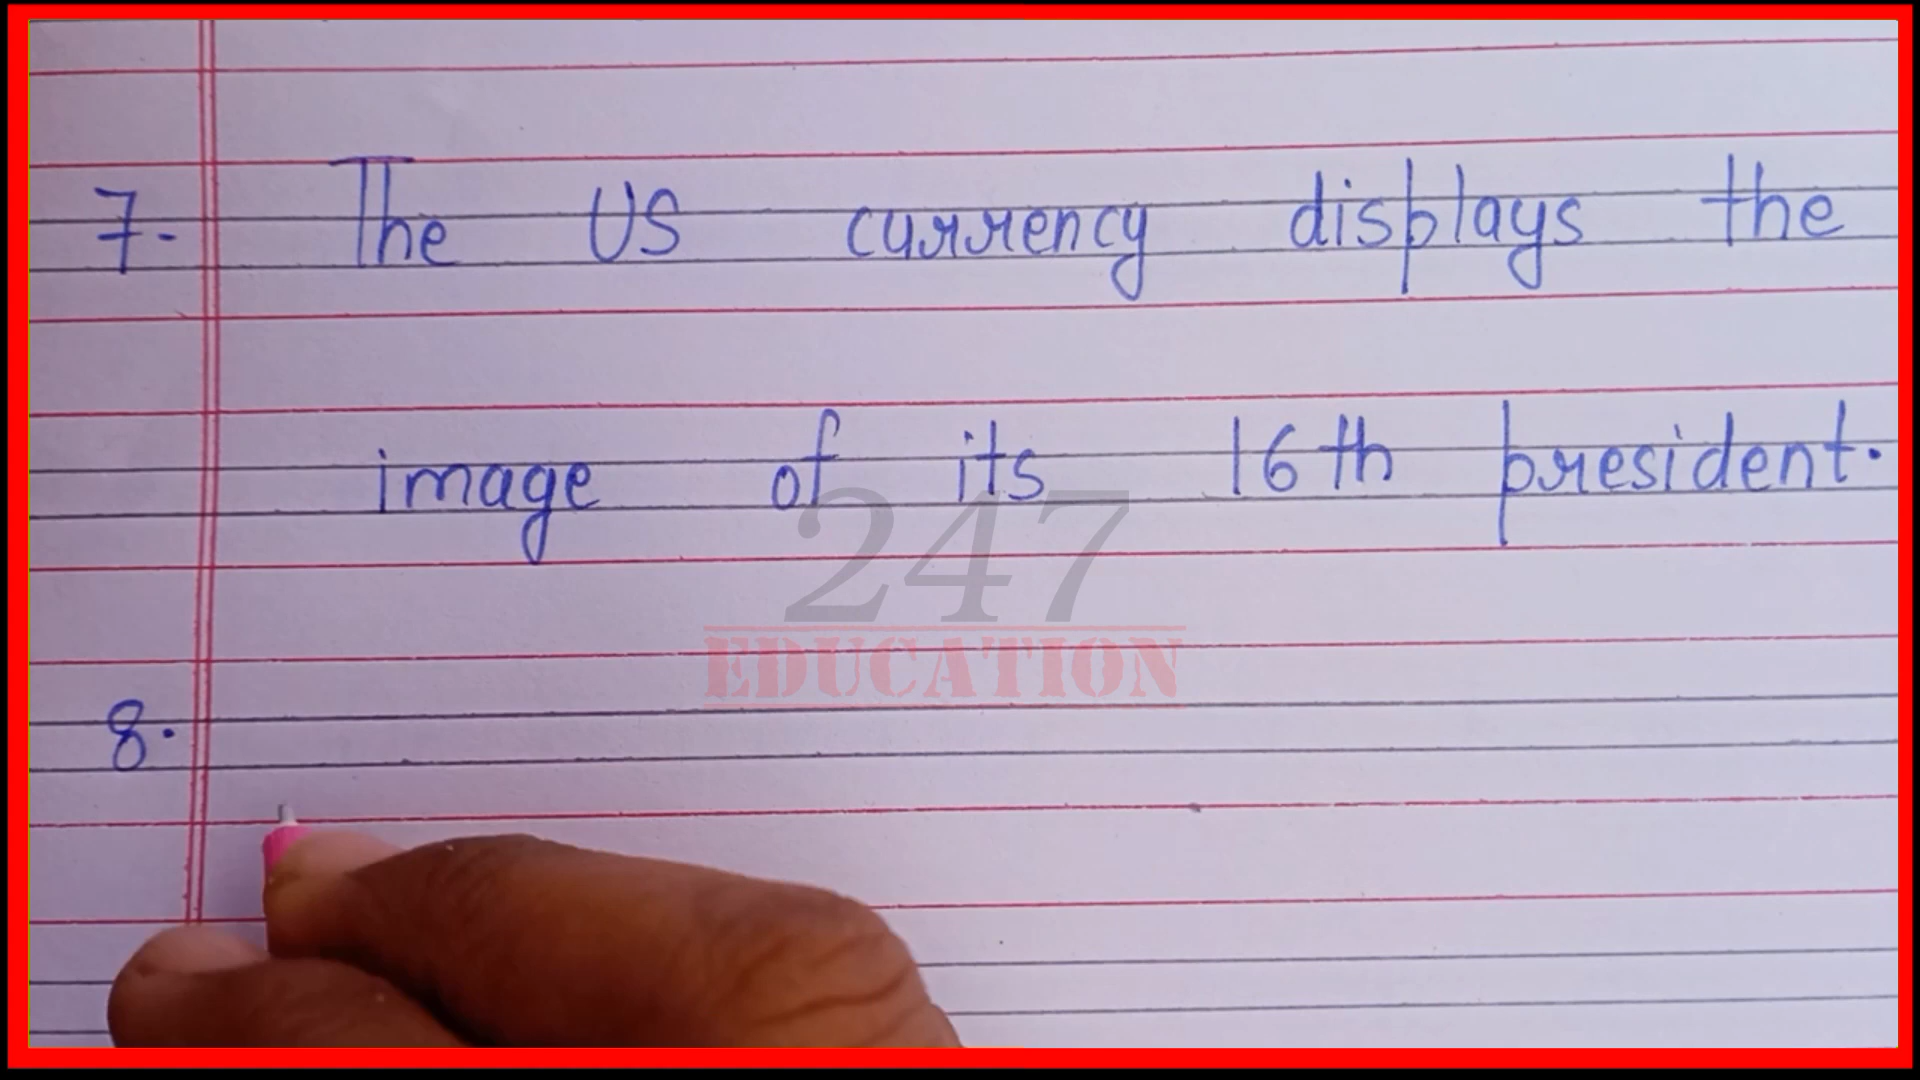 7. The US currency displays the
image of its 16th president.
247
EDUCATION
8.